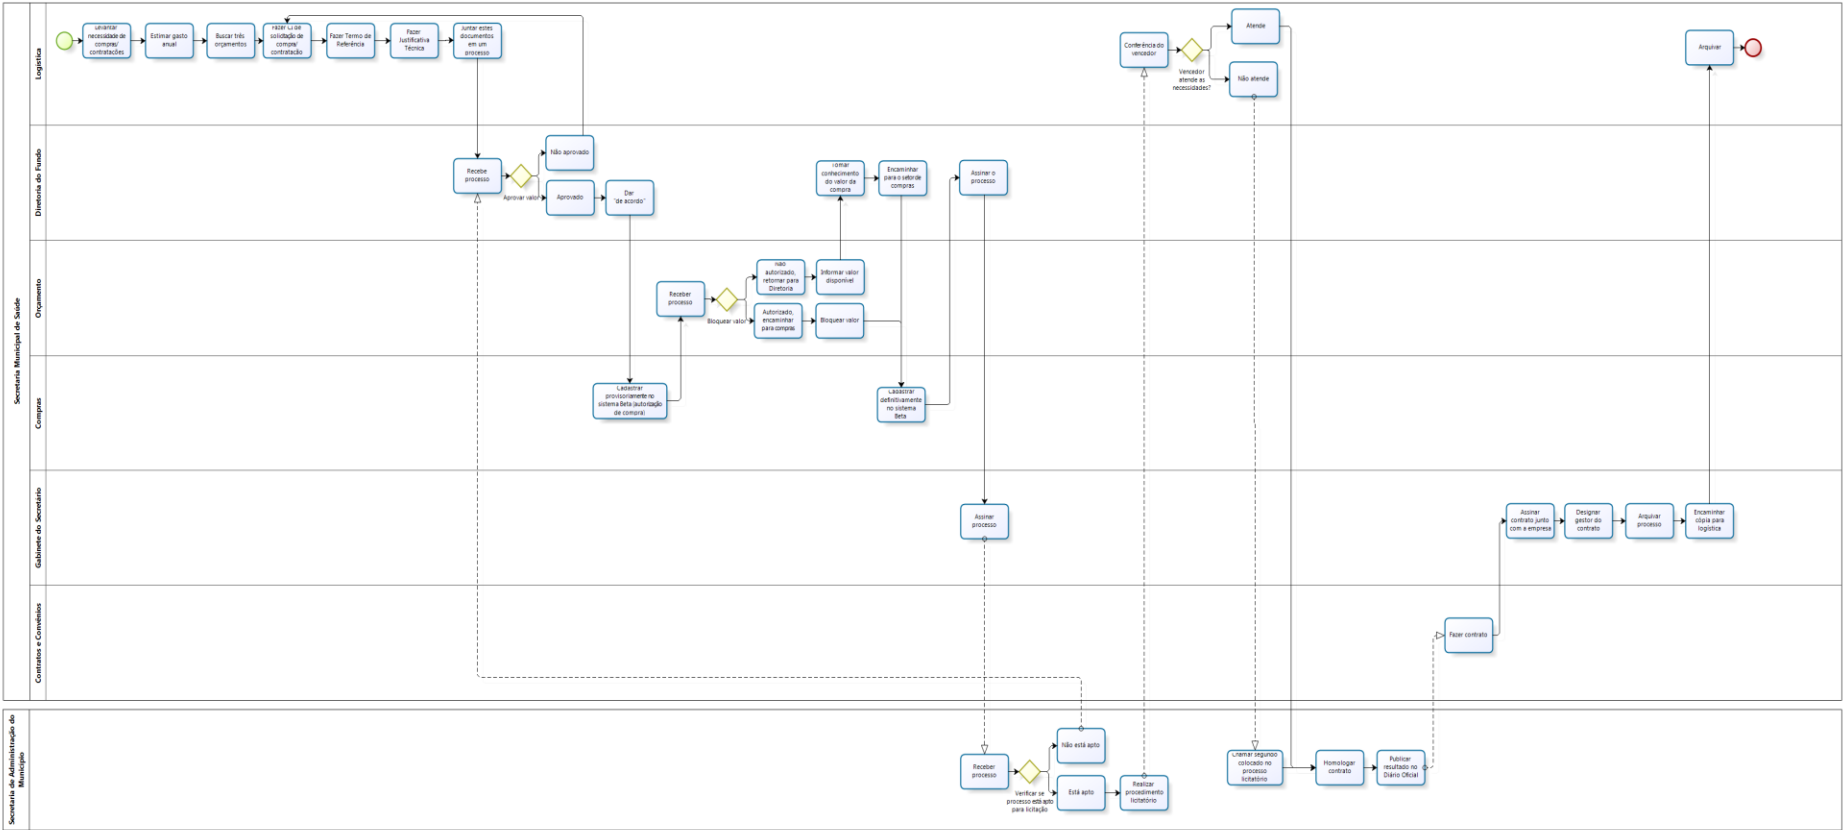 Secretaria Municipal de Saúde
Logística
Levantar
necessidade de
compra/
contratações
Estimar gasto
anual
Buscar três
orçamentos
Fazer CI de
solicitação de
compra/
contratação
Fazer Termo de
Referência
Fazer
Justificativa
Técnica
Juntar estes
documentos
em um
processo
Conferência do
vencedor
Vencedor
atende as
necessidades?
Atende
Não atende
Arquivar
Diretoria do Fundo
Recebe
processo
Aprovar valor
Não aprovado
Aprovado
Dar
"de acordo"
Tomar
conhecimento
do valor da
compra
Encaminhar
para o setor de
compras
Assinar o
processo
Orçamento
Receber
processo
Bloquear valor
Não
autorizado,
retornar para
Diretoria
Informar valor
disponível
Autorizado,
encaminhar
para compras
Bloquear valor
Compras
Cadastrar
provisoriamente no
sistema Beta (autorização
de compra)
Cadastrar
definitivamente
no sistema
Beta
Gabinete do Secretário
Assinar
processo
Assinar
contrato junto
com a empresa
Designar
gestor do
contrato
Arquivar
processo
Encaminhar
cópia para
logística
Contratos e Convênios
Fazer contrato
Secretaria de Administração do
Município
Receber
processo
Verificar se
processo está apto
para licitação
Não está apto
Está apto
Realizar
procedimento
licitatório
Chamar segundo
colocado no
processo
licitatório
Homologar
contrato
Publicar
resultado no
Diário Oficial